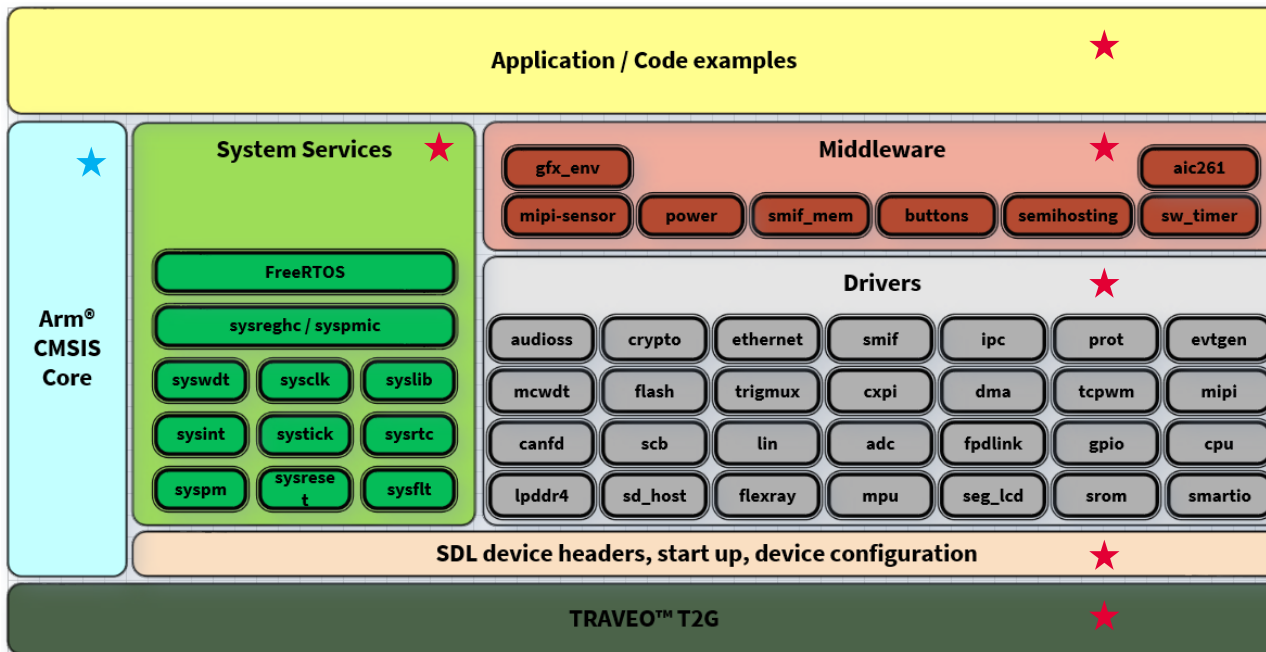 Application / Code examples
Arm®
CMSIS
Core
System Services
FreeRTOS
sysreghc / syspmic
syswdt sysclk syslib
sysint systick sysrtc
syspm sysrese
t sysflt
Middleware
gfx_env aic261
mipi-sensor power smif_mem buttons semihosting sw_timer
Drivers
audioss crypto ethernet smif ipc prot evtgen
mcwdt flash trigmux cxpi dma tcpwm mipi
canfd scb lin adc fpdlink gpio cpu
lpddr4 sd_host flexray mpu seg_lcd srom smartio
SDL device headers, start up, device configuration
TRAVEO™ T2G